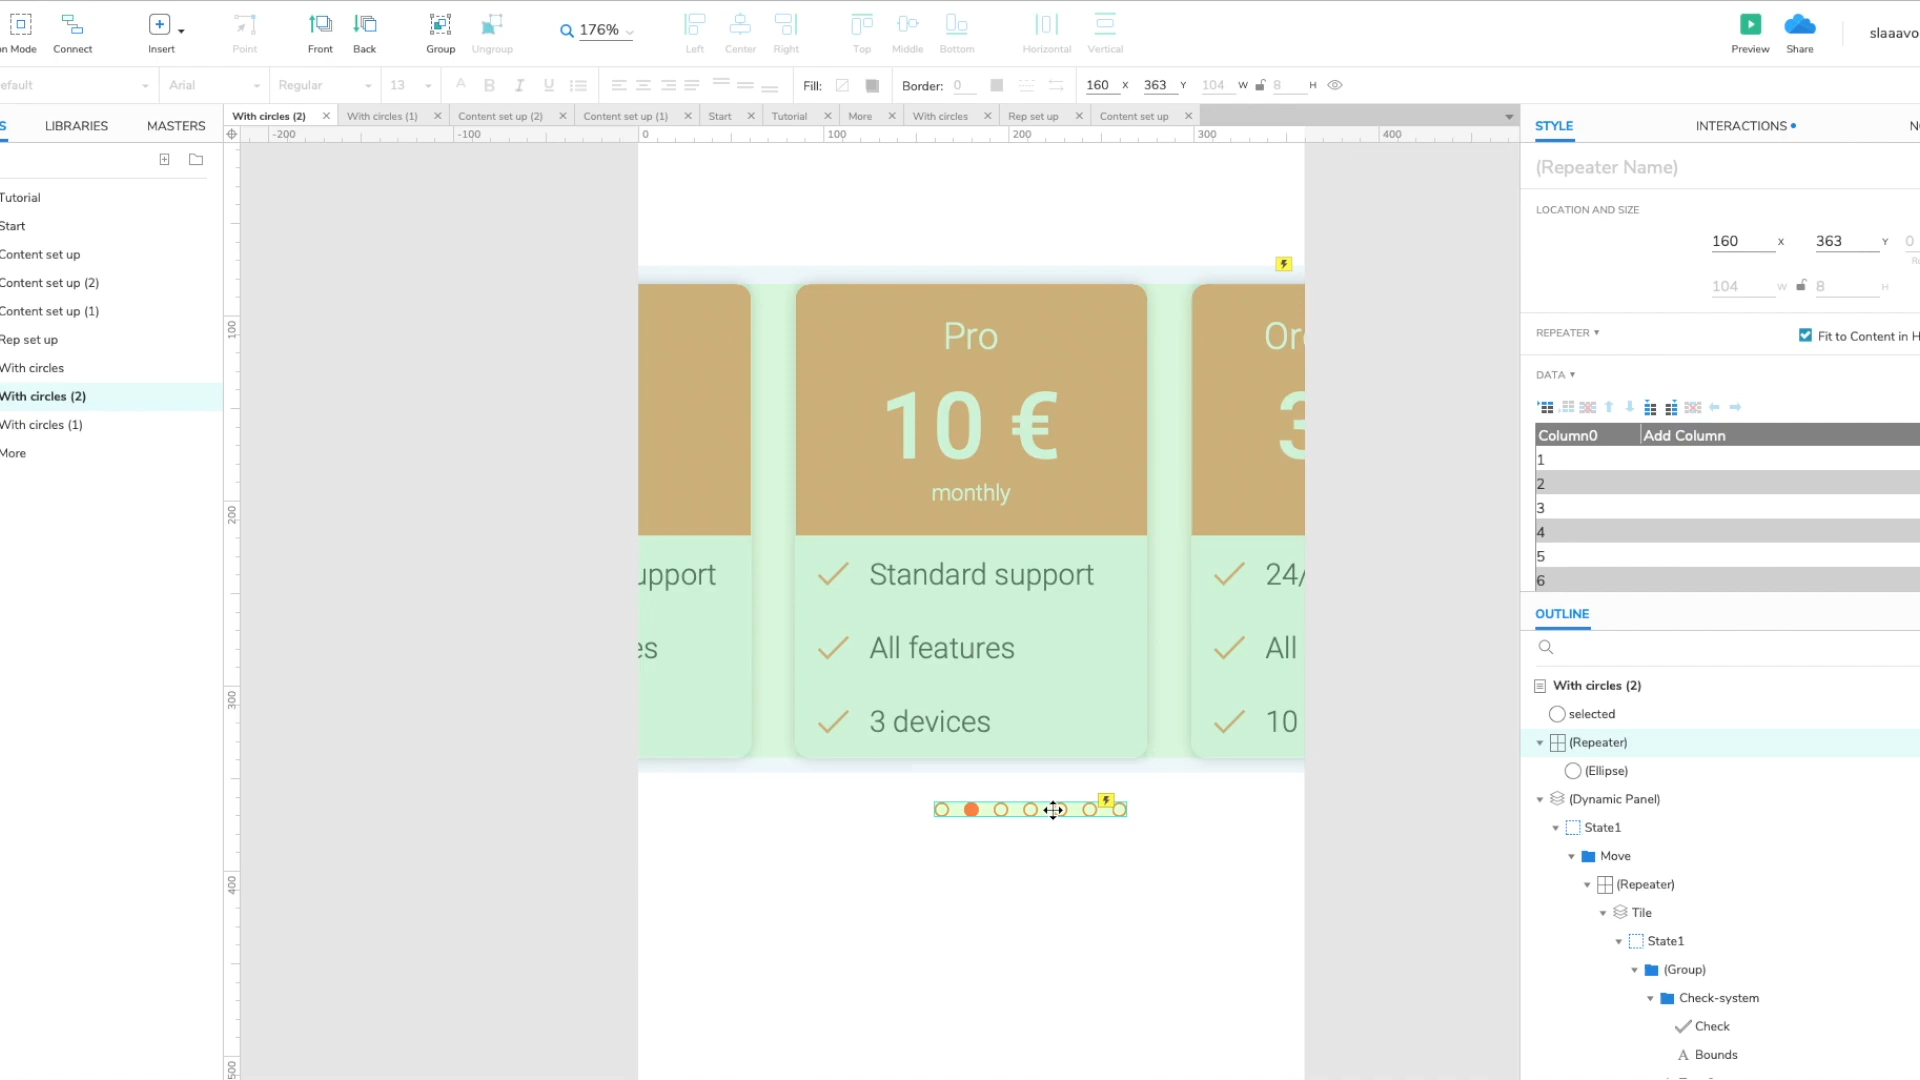 on Mode
Connect
Insert
Point
Front
Back
Group
Ungroup
176%
Left
Center
Right
Top
Middle
Bottom
Horizontal
Vertical
Preview
Share
slaaavo
efault
Arial
Regular
13
Fill:
Border: 0
160 X
363 Y
104 W
8 H
S
LIBRARIES
MASTERS
With circles (2)
With circles (1)
Content set up (2)
Content set up (1)
Start
Tutorial
More
With circles
Rep set up
Content set up
-200
-100
0
100
200
300
400
STYLE
INTERACTIONS
NO
Tutorial
Start
Content set up
Content set up (2)
Content set up (1)
Rep set up
With circles
With circles (2)
With circles (1)
More
100
200
300
400
500
Pro
10 €
monthly
Standard support
All features
3 devices
upport
es
Or
3
24/
All
10
(Repeater Name)
LOCATION AND SIZE
160 X
363 Y
0
Ro
104 W
8 H
REPEATER
Fit to Content in H
DATA
Column0
Add Column
1
2
3
4
5
6
OUTLINE
With circles (2)
selected
(Repeater)
(Ellipse)
(Dynamic Panel)
State1
Move
(Repeater)
Tile
State1
(Group)
Check-system
Check
Bounds